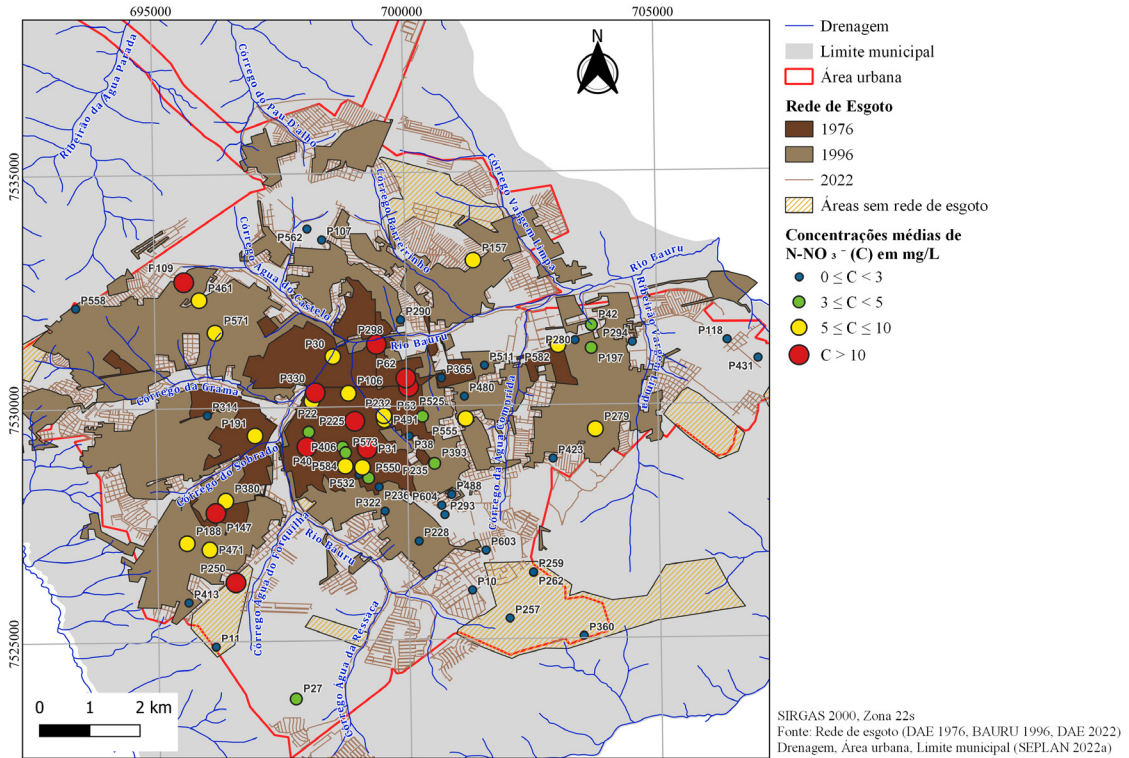 695000
700000
705000
7535000
7530000
7525000
N
Ribeirão da Água Parada
Córrego do Pau D'alho
Córrego Barreirinho
Córrego Vargem Limpa
Córrego Água do Castelo
Rio Bauru
Rio Bauru
Córrego da Grama
Córrego do Sobrado
Córrego da Água Comprida
Córrego Água da Forquilha
Rio Bauru
Córrego Água da Ressaca
P562
P107
P157
P109
P461
P558
P571
P298
P290
P30
P42
P294
P280
P197
P118
P431
P62
P365
P511
P582
P480
P330
P106
P314
P22
P232
P53
P525
P191
P225
P491
P555
P279
P406
P573
P31
P38
P393
P423
P40
P584
P550
P235
P532
P380
P236
P604
P488
P322
P293
P147
P188
P228
P471
P603
P250
P259
P262
P10
P413
P257
P11
P360
P27
0 1 2 km
Drenagem
Limite municipal
Área urbana
Rede de Esgoto
1976
1996
2022
Áreas sem rede de esgoto
Concentrações médias de
N-NO ₃⁻ (C) em mg/L
0 ≤ C < 3
3 ≤ C < 5
5 ≤ C ≤ 10
C > 10
SIRGAS 2000, Zona 22s
Fonte: Rede de esgoto (DAE 1976, BAURU 1996, DAE 2022)
Drenagem, Área urbana, Limite municipal (SEPLAN 2022a)